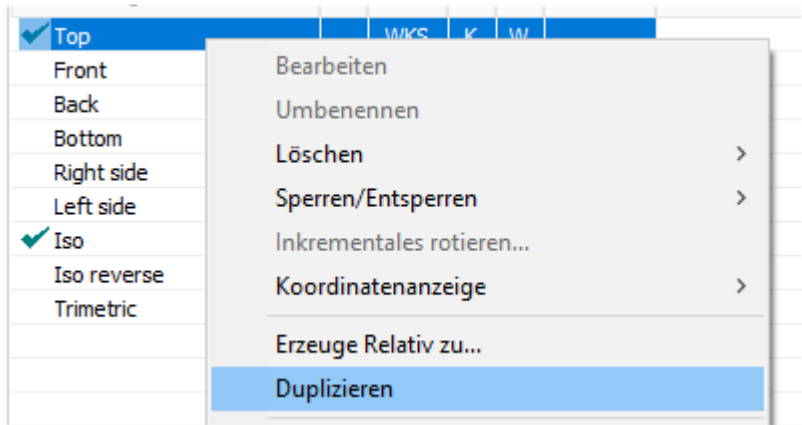 Top WKS K W
Front
Back
Bottom
Right side
Left side
Iso
Iso reverse
Trimetric
Bearbeiten
Umbenennen
Löschen
Sperren/Entsperren
Inkrementales rotieren...
Koordinatenanzeige
Erzeuge Relativ zu...
Duplizieren